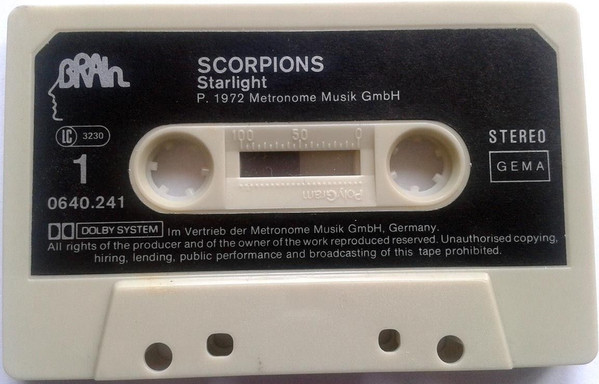 BRAIN
SCORPIONS
Starlight
P. 1972 Metronome Musik GmbH
LC 3230
1
0640.241
100 50 0
PolyGram
STEREO
GEMA
DOLBY SYSTEM Im Vertrieb der Metronome Musik GmbH, Germany.
All rights of the producer and of the owner of the work reproduced reserved. Unauthorised copying,
hiring, lending, public performance and broadcasting of this tape prohibited.